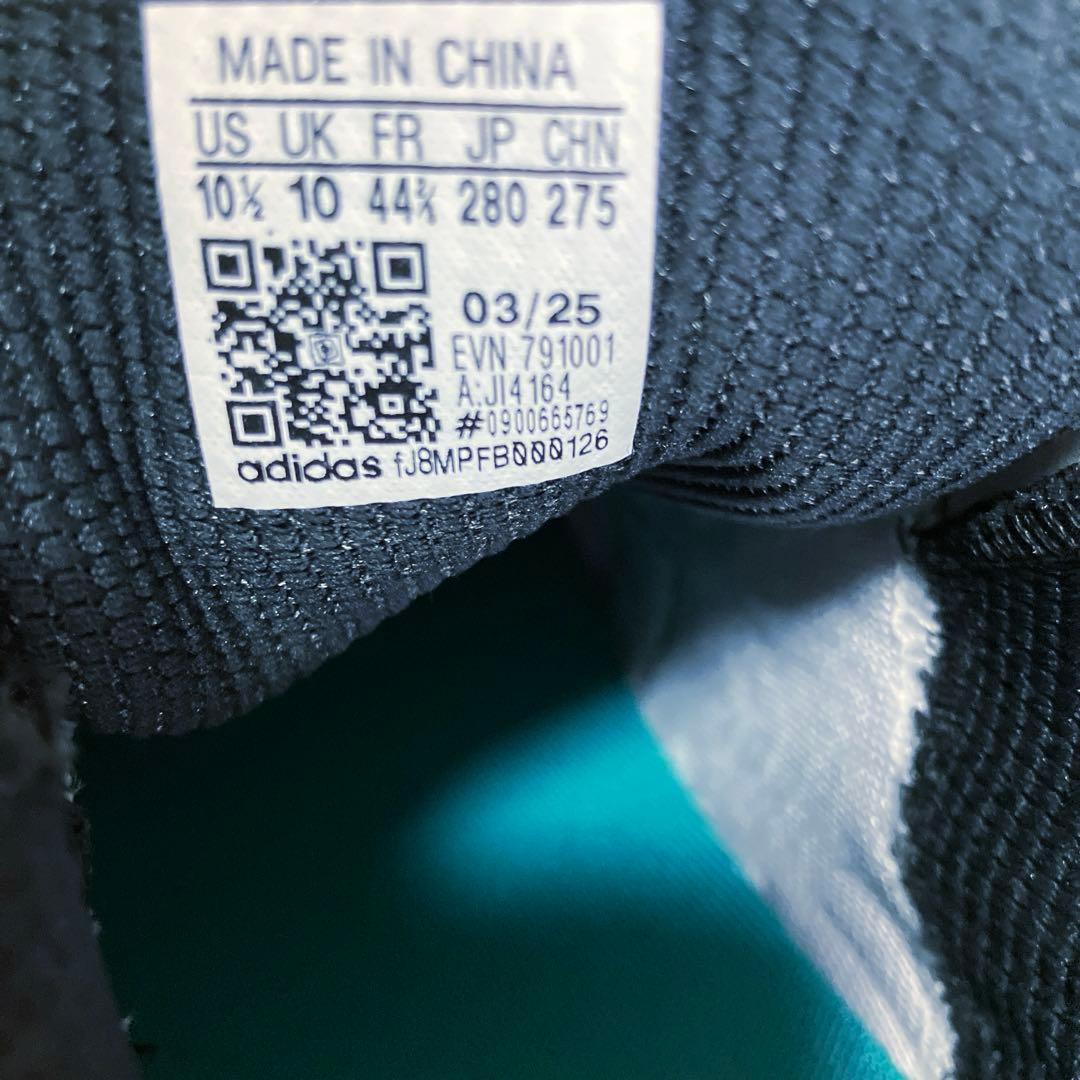 MADE IN CHINA
US UK FR JP CHN
10½ 10 44⅔ 280 275
03/25
EVN 791001
A:JI4164
#0900665769
adidas fJ8MPFB000126